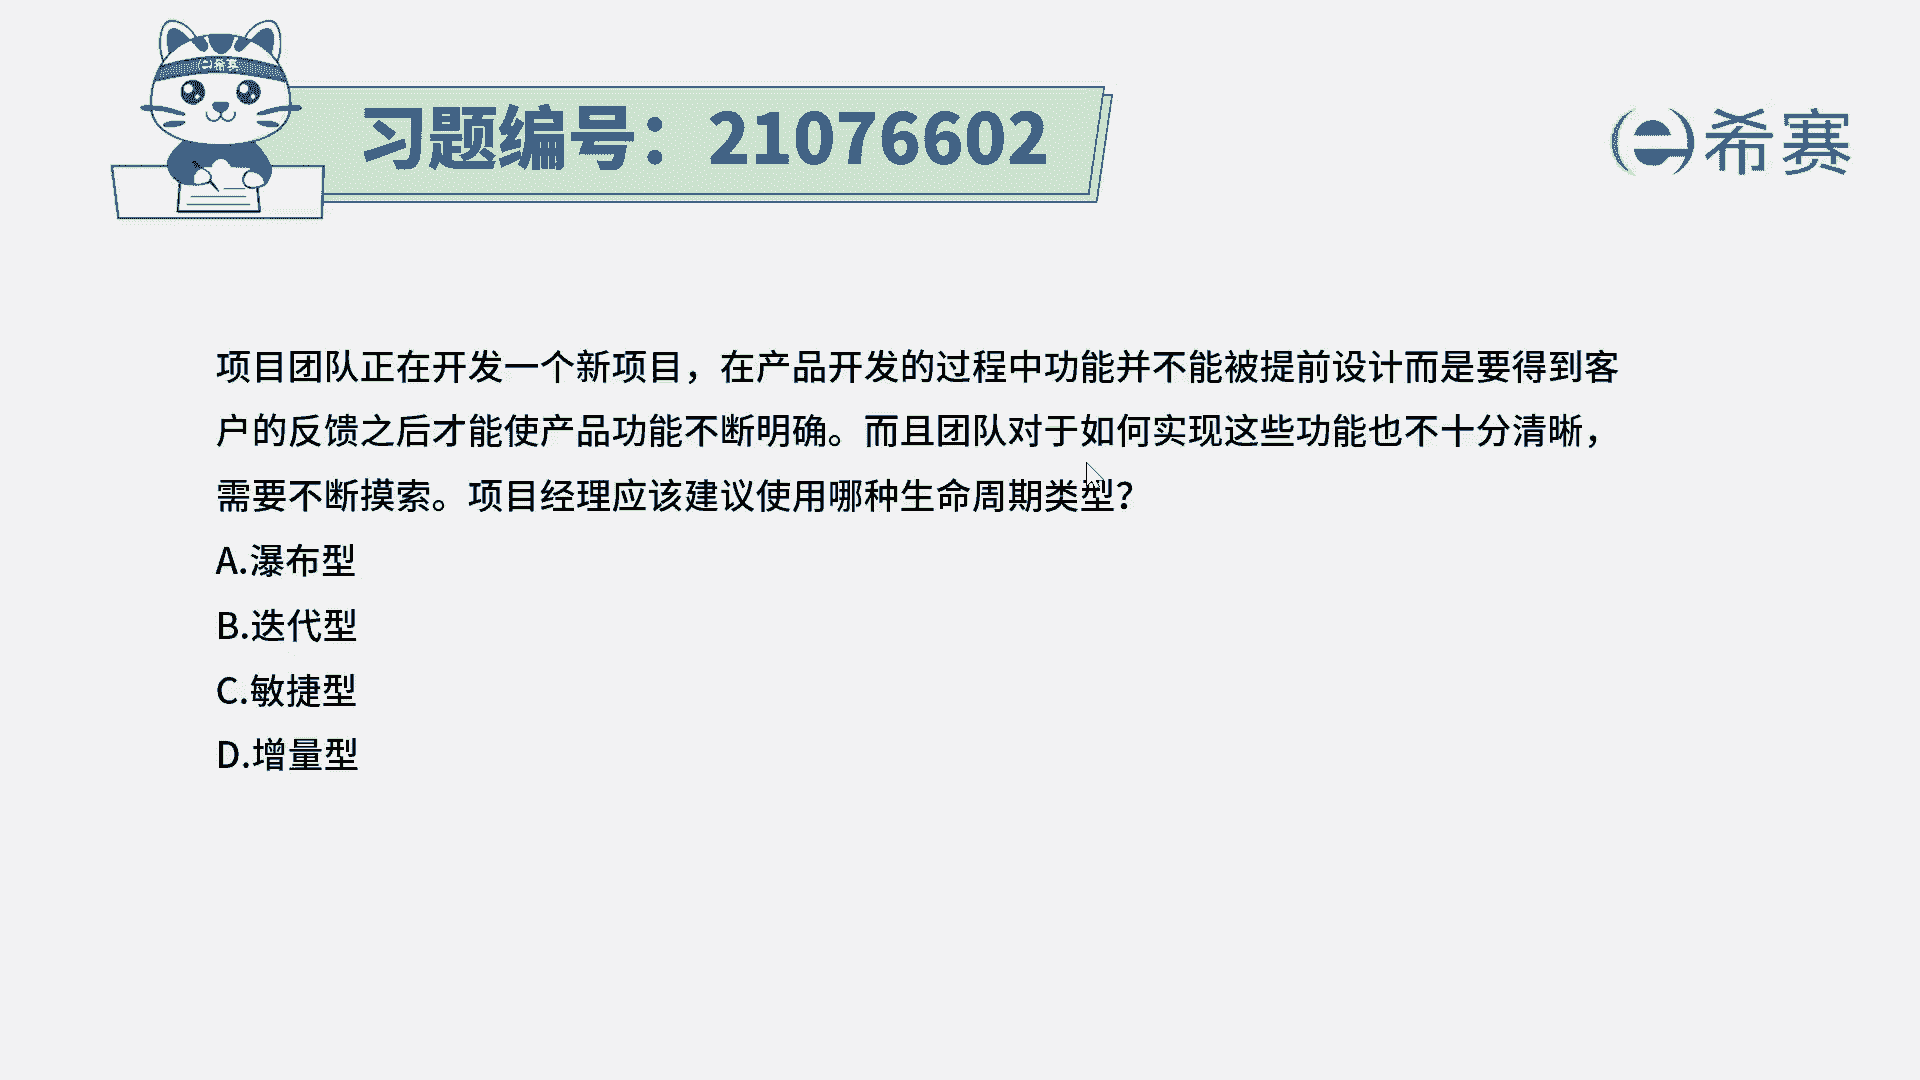 希赛
习题编号：21076602
希赛
项目团队正在开发一个新项目，在产品开发的过程中功能并不能被提前设计而是要得到客
户的反馈之后才能使产品功能不断明确。而且团队对于如何实现这些功能也不十分清晰，
需要不断摸索。项目经理应该建议使用哪种生命周期类型？
A.瀑布型
B.迭代型
C.敏捷型
D.增量型